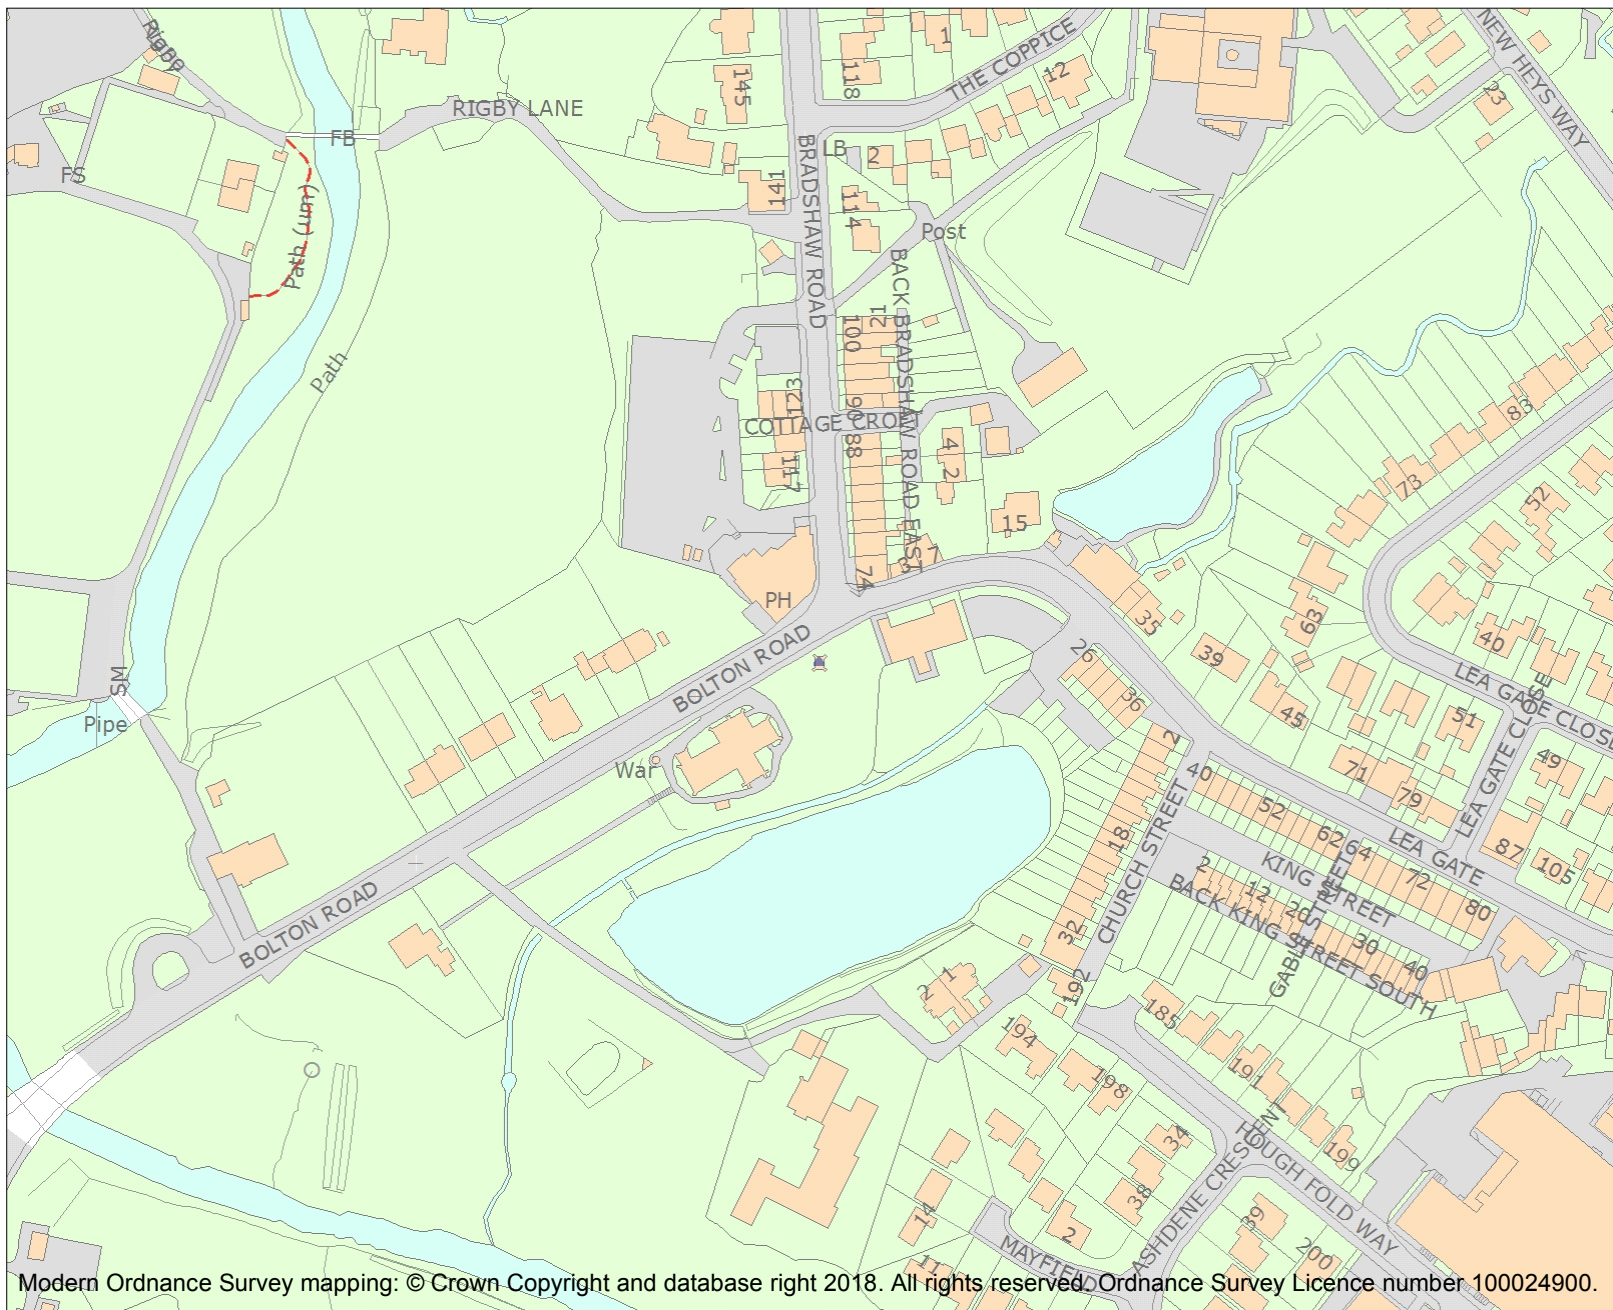 Rigby
1
THE COPPICE
NEW HEYS WAY
118
145
12
23
RIGBY LANE
FB
LB
2
FS
141
114
Path (um)
BRADSHAW ROAD
Post
BACK BRADSHAW ROAD EAST
21
100
Path
123
90
COTTAGE CROFT
88
4
2
117
83
73
52
15
7
3
74
PH
35
63
BOLTON ROAD
26
39
40
36
45
51
LEA GATE CLOSE
SM
Pipe
War
2
40
71
79
49
LEA GATE CLOSE
18
CHURCH STREET
52
62
64
LEA GATE
87
105
2
KING STREET
72
12
20
80
BACK KING STREET SOUTH
GABLE STREET
30
40
BOLTON ROAD
32
1
2
192
185
194
198
191
34
199
HOUGH FOLD WAY
ASHDENE CRESCENT
38
14
2
39
200
11
MAYFIELD
Modern Ordnance Survey mapping: © Crown Copyright and database right 2018. All rights reserved. Ordnance Survey Licence number 100024900.